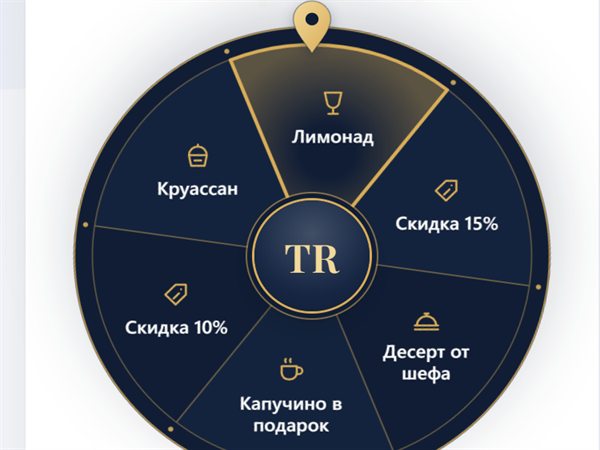 Лимонад
Круассан
Скидка 15%
TR
Скидка 10%
Десерт от
шефа
Капучино в
подарок